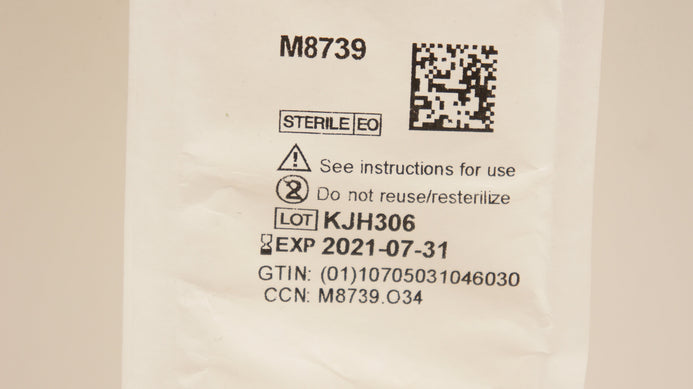 M8739
STERILE EO
See instructions for use
Do not reuse/resterilize
LOT KJH306
EXP 2021-07-31
GTIN: (01)10705031046030
CCN: M8739.O34